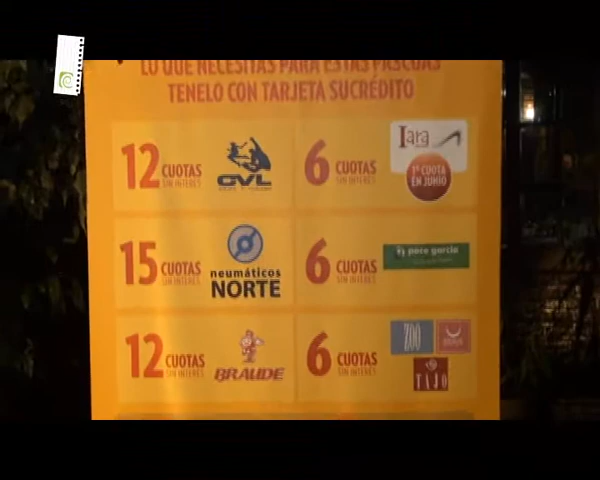 LO QUE NECESITAS PARA ESTAS PASCUAS
TENELO CON TARJETA SUCRÉDITO
12 CUOTAS
SIN INTERÉS
OVL
6 CUOTAS
SIN INTERÉS
Iara
1ª CUOTA
EN JUNIO
15 CUOTAS
SIN INTERÉS
neumáticos
NORTE
6 CUOTAS
SIN INTERÉS
paco garcia
12 CUOTAS
SIN INTERÉS
BRAUDE
6 CUOTAS
SIN INTERÉS
ZOO
TAJO